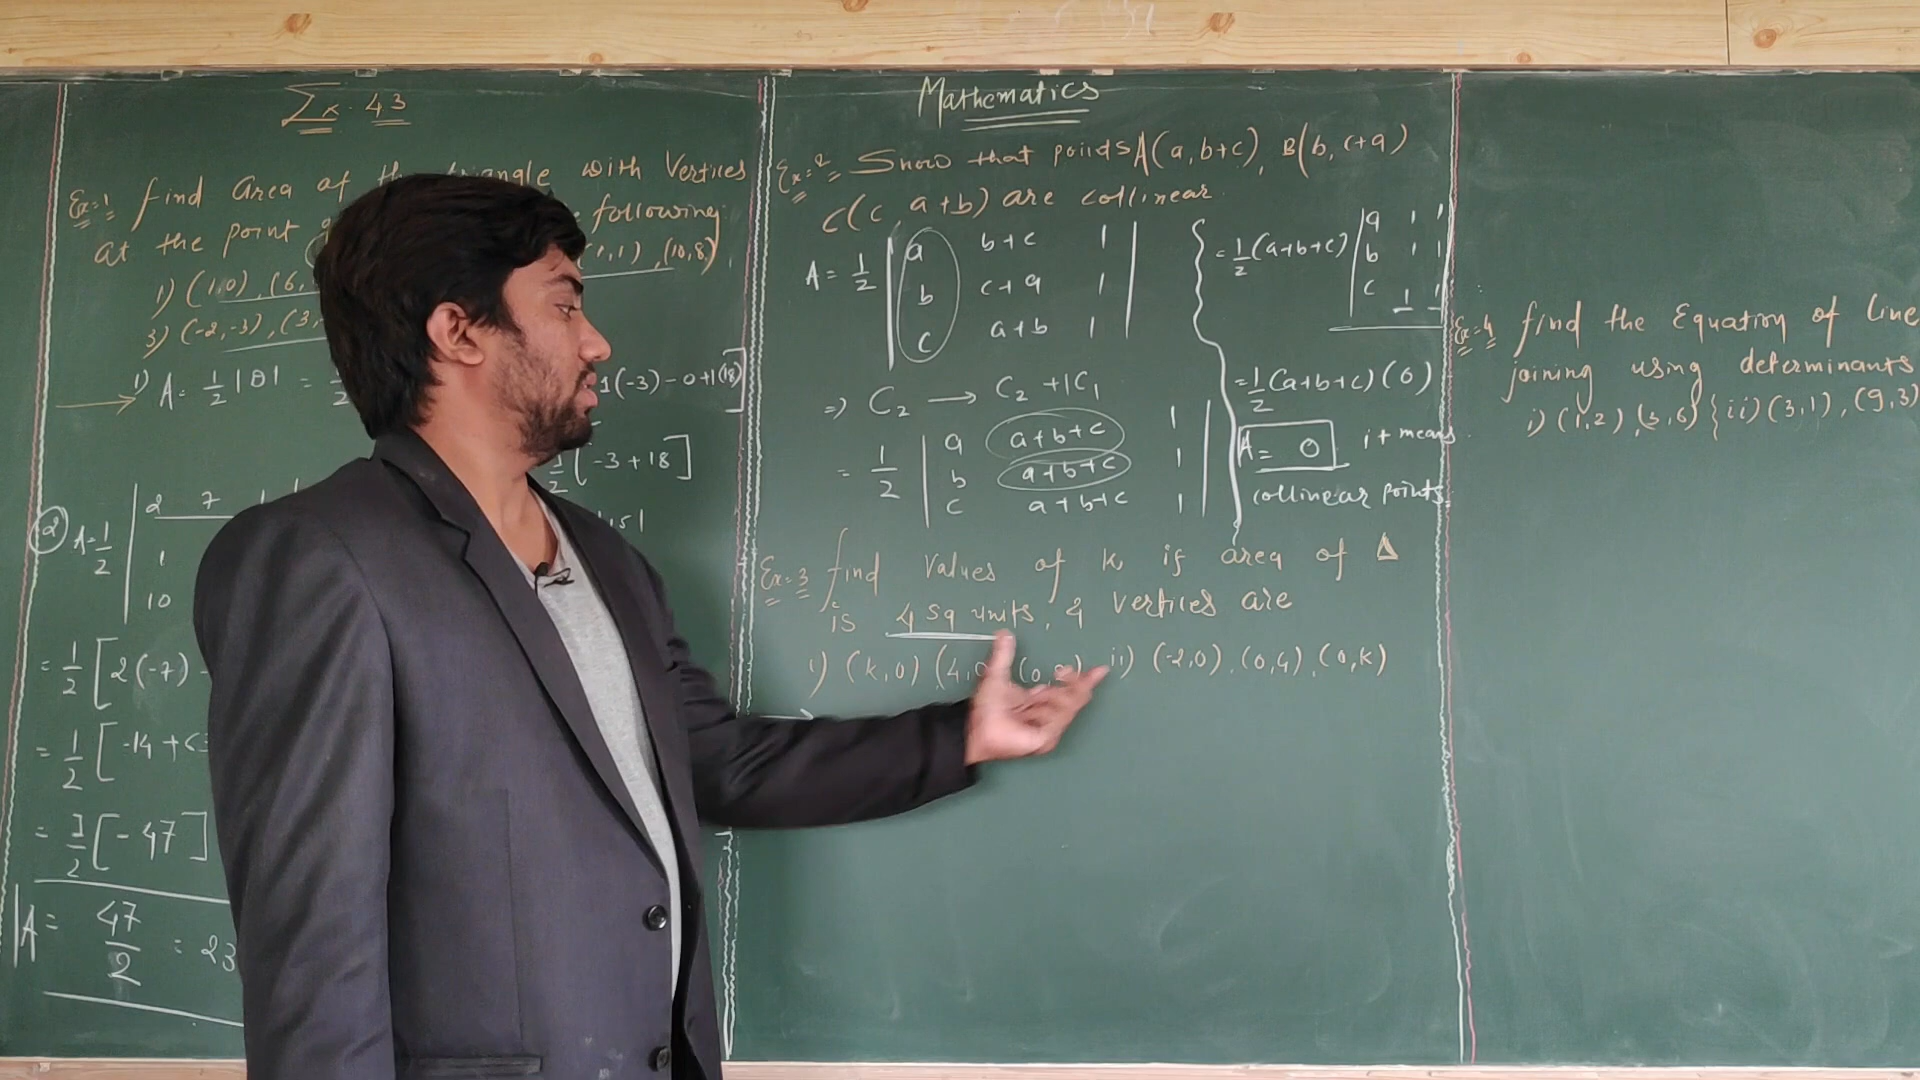 Ex. 43
Ex=1 find area of the triangle with Vertices
at the point following
1) (1,0), (6, 1,1), (10,8),
3) (-2,-3), (3,
1) A = 1/2 |Δ| = 1(-3)-0+1(18)]
1/2 [-3+18]
2) A=1/2 | 2 7
1
10
= 1/2 [2(-7) -
= 1/2 [-14+63
= 1/2 [-47]
A = 47/2 = 23
Mathematics
Ex=2 Show that points A(a, b+c), B(b, c+a)
C(c, a+b) are collinear.
A = 1/2 | a b+c 1 |
| b c+a 1 |
| c a+b 1 |
=) C2 → C2 + 1C1
= 1/2 | a a+b+c 1 |
| b a+b+c 1 |
| c a+b+c 1 |
= 1/2 (a+b+c) | a 1 1
| b 1 1
| c 1 1
= 1/2 (a+b+c) (0)
A = 0 it means
collinear points.
Ex=3 find values of k if area of Δ
is 4 sq units, & vertices are
i) (k,0) (4,0 (0,2) ii) (-2,0), (0,4), (0,k)
Ex=4 find the Equation of Line
joining using determinants
i) (1,2), (3,6) { ii) (3,1), (9,3)